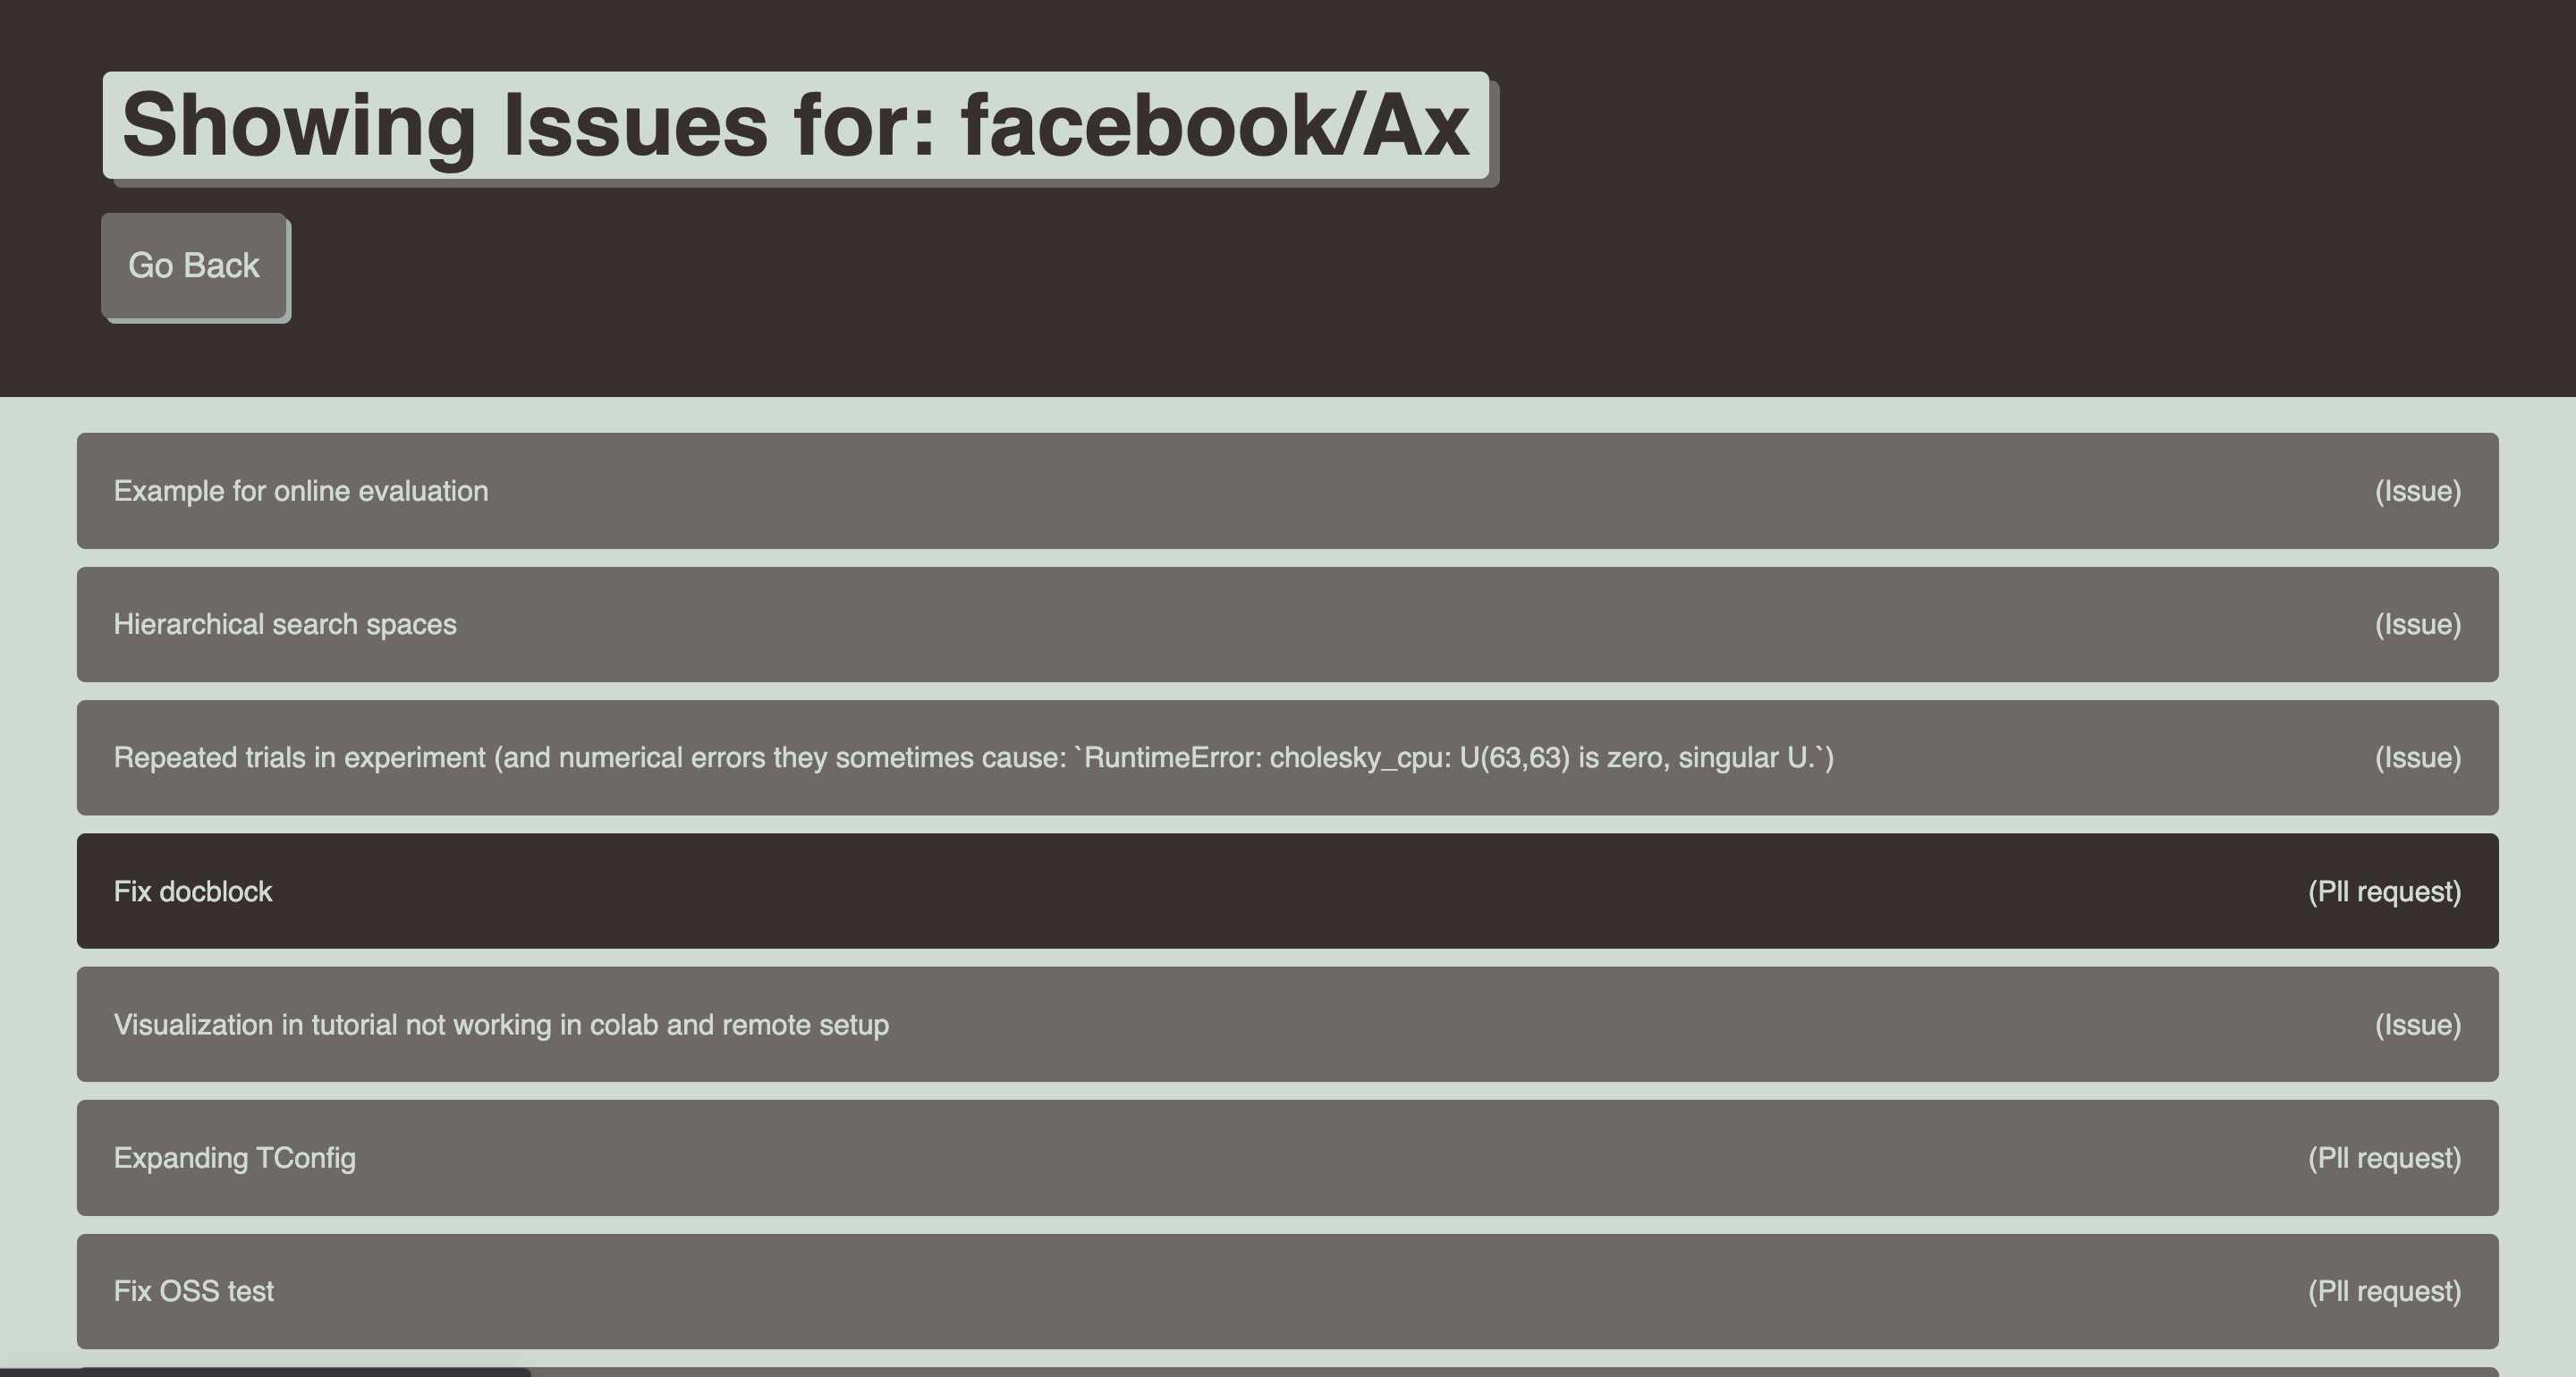 Showing Issues for: facebook/Ax
Go Back
Example for online evaluation (Issue)
Hierarchical search spaces (Issue)
Repeated trials in experiment (and numerical errors they sometimes cause: `RuntimeError: cholesky_cpu: U(63,63) is zero, singular U.`) (Issue)
Fix docblock (Pll request)
Visualization in tutorial not working in colab and remote setup (Issue)
Expanding TConfig (Pll request)
Fix OSS test (Pll request)